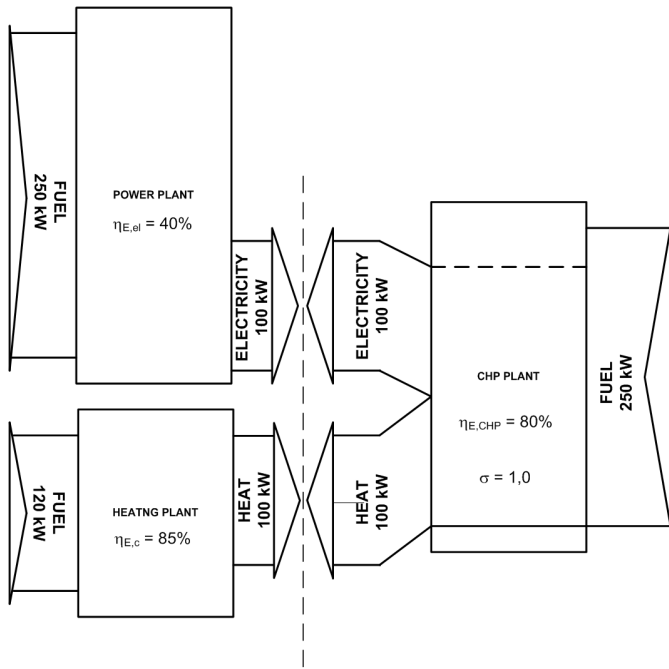 FUEL
250 kW
POWER PLANT
ηE,el = 40%
ELECTRICITY
100 kW
ELECTRICITY
100 kW
CHP PLANT
ηE,CHP = 80%
σ = 1,0
FUEL
250 kW
FUEL
120 kW
HEATNG PLANT
ηE,c = 85%
HEAT
100 kW
HEAT
100 kW